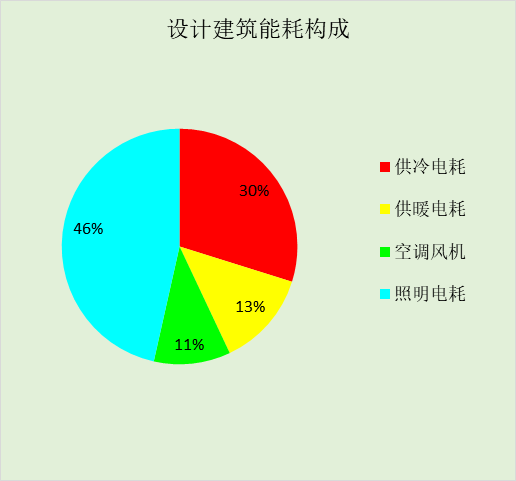 设计建筑能耗构成
30%
13%
11%
46%
供冷电耗
供暖电耗
空调风机
照明电耗